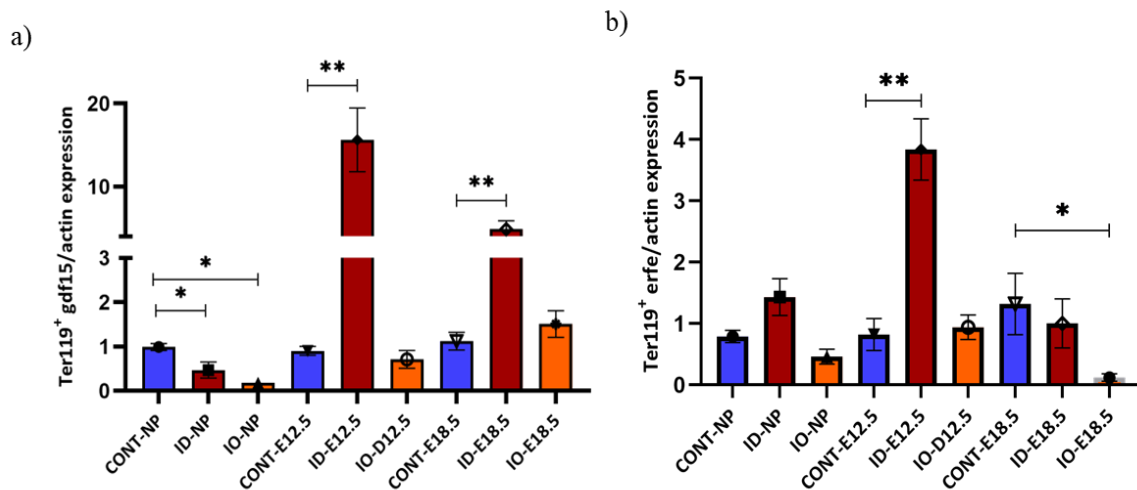 a)
Ter119+ gdf15/actin expression
20
10
3
2
1
0
**
**
*
*
CONT-NP
ID-NP
IO-NP
CONT-E12.5
ID-E12.5
IO-D12.5
CONT-E18.5
ID-E18.5
IO-E18.5
b)
Ter119+ erfe/actin expression
5
4
3
2
1
0
**
*
CONT-NP
ID-NP
IO-NP
CONT-E12.5
ID-E12.5
IO-D12.5
CONT-E18.5
ID-E18.5
IO-E18.5